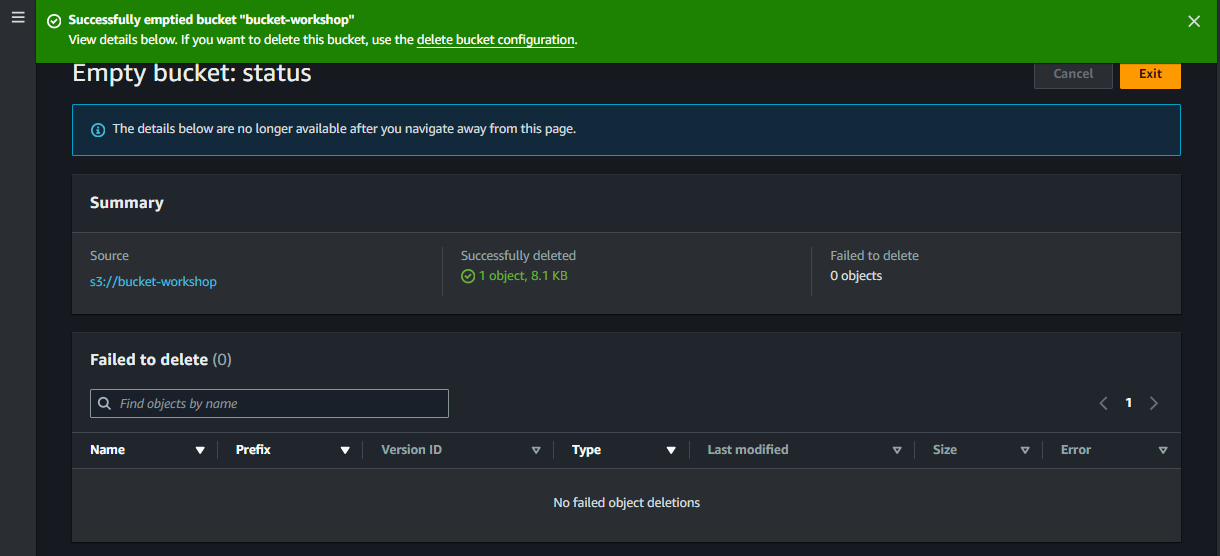 Successfully emptied bucket "bucket-workshop"
View details below. If you want to delete this bucket, use the delete bucket configuration.
Empty bucket: status
Cancel
Exit
The details below are no longer available after you navigate away from this page.
Summary
Source
s3://bucket-workshop
Successfully deleted
1 object, 8.1 KB
Failed to delete
0 objects
Failed to delete (0)
Find objects by name
1
Name Prefix Version ID Type Last modified Size Error
No failed object deletions